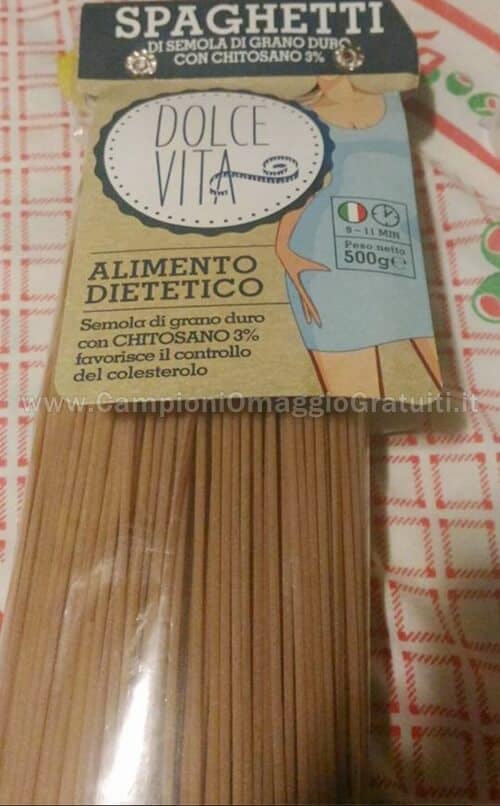 SPAGHETTI
DI SEMOLA DI GRANO DURO
CON CHITOSANO 3%
DOLCE
VITA
9 - 11 MIN
Peso netto
500g℮
ALIMENTO
DIETETICO
Semola di grano duro
con CHITOSANO 3%
favorisce il controllo
del colesterolo
www.CampioniOmaggioGratuiti.it